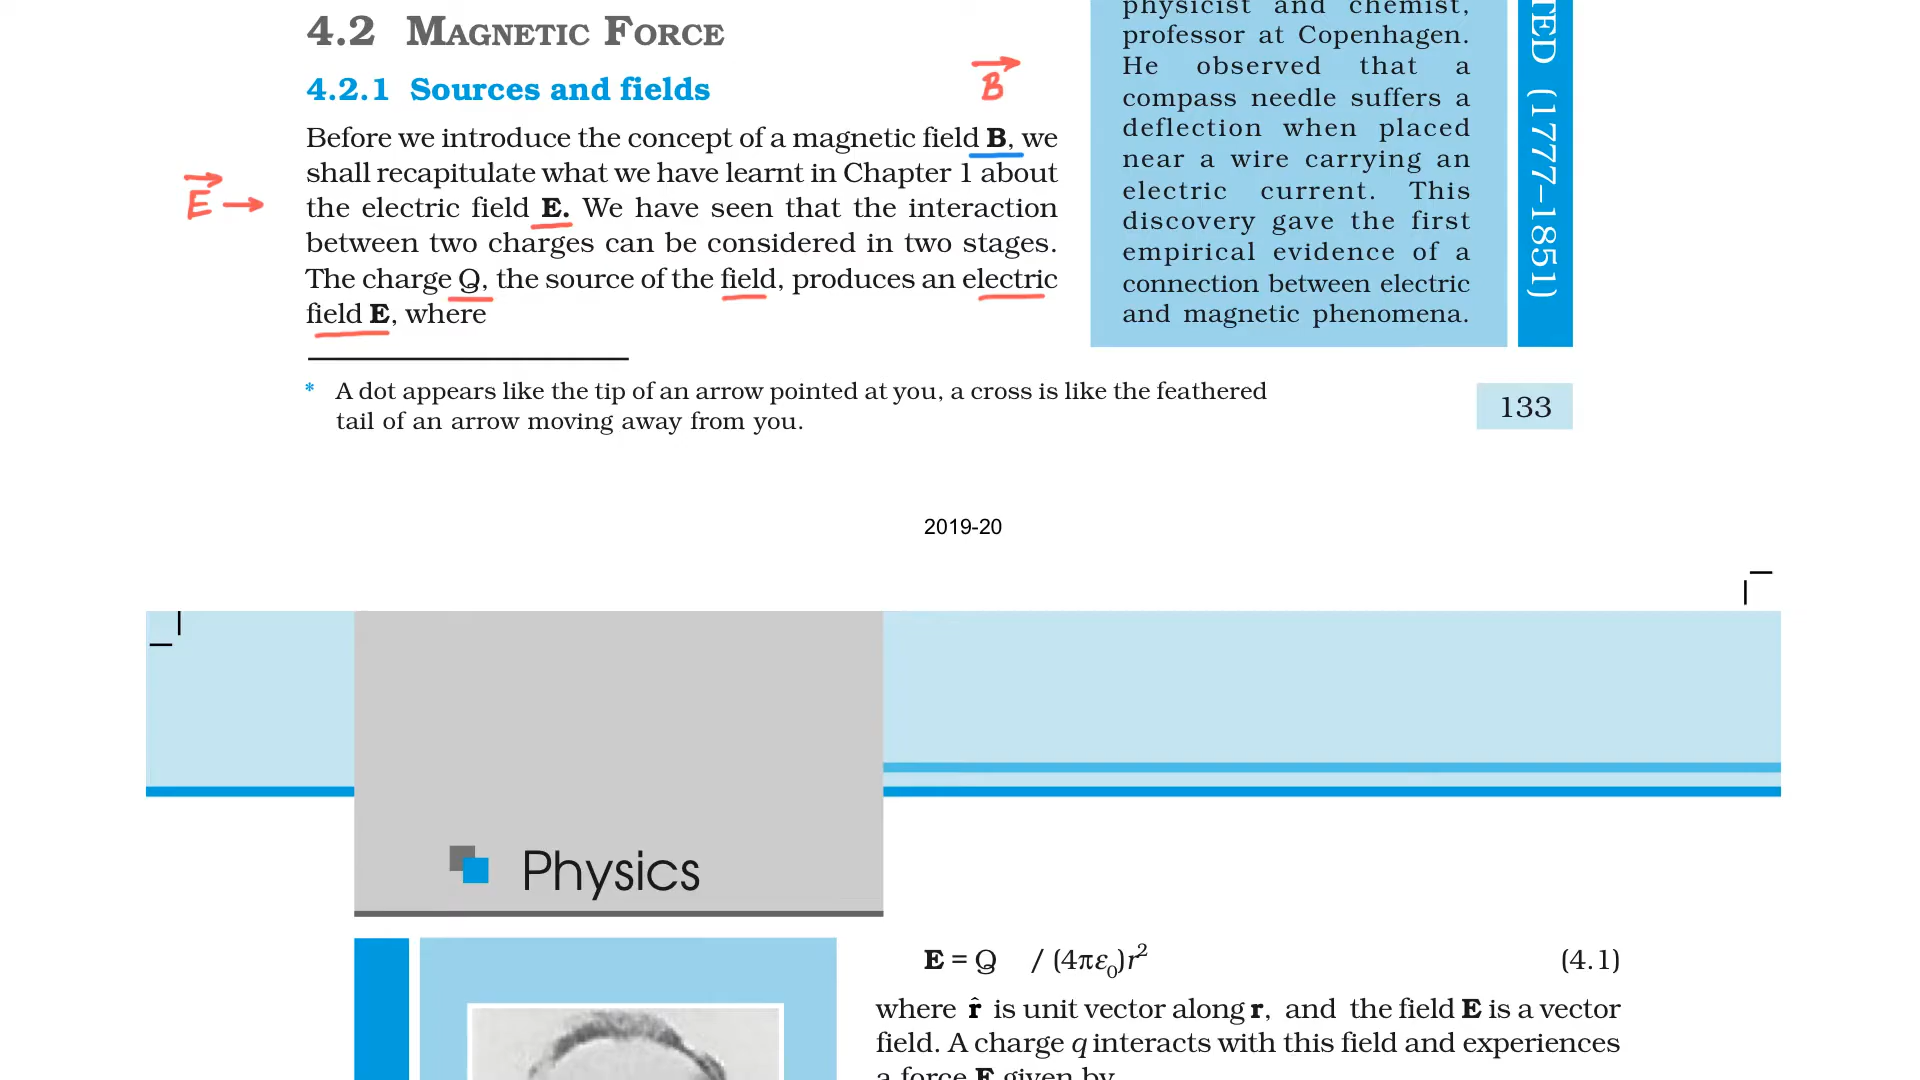 4.2 MAGNETIC FORCE
4.2.1 Sources and fields
B
Before we introduce the concept of a magnetic field B, we
shall recapitulate what we have learnt in Chapter 1 about
E →
the electric field E. We have seen that the interaction
between two charges can be considered in two stages.
The charge Q, the source of the field, produces an electric
field E, where
physicist and chemist,
professor at Copenhagen.
He observed that a
compass needle suffers a
deflection when placed
near a wire carrying an
electric current. This
discovery gave the first
empirical evidence of a
connection between electric
and magnetic phenomena.
TED (1777–1851)
* A dot appears like the tip of an arrow pointed at you, a cross is like the feathered
tail of an arrow moving away from you.
133
2019-20
Physics
E = Q / (4πε₀)r² (4.1)
where r̂ is unit vector along r, and the field E is a vector
field. A charge q interacts with this field and experiences
a force F given by